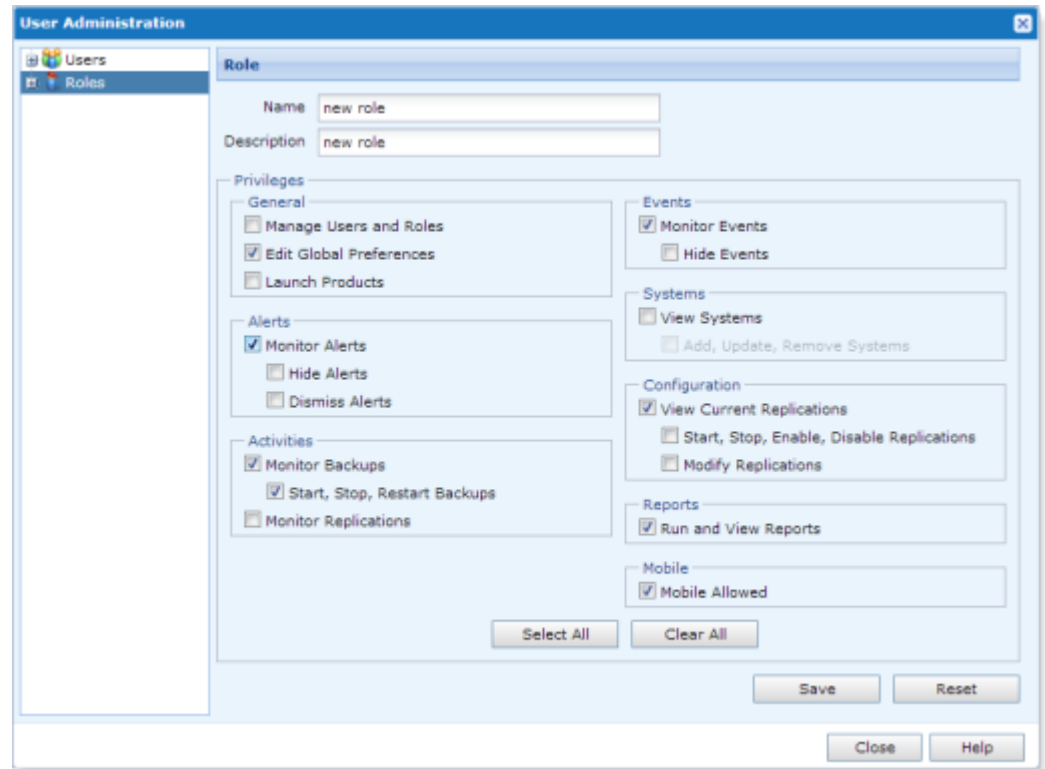 User Administration
Users
Roles
Role
Name new role
Description new role
Privileges
General
Manage Users and Roles
Edit Global Preferences
Launch Products
Alerts
Monitor Alerts
Hide Alerts
Dismiss Alerts
Activities
Monitor Backups
Start, Stop, Restart Backups
Monitor Replications
Events
Monitor Events
Hide Events
Systems
View Systems
Add, Update, Remove Systems
Configuration
View Current Replications
Start, Stop, Enable, Disable Replications
Modify Replications
Reports
Run and View Reports
Mobile
Mobile Allowed
Select All Clear All
Save Reset
Close Help